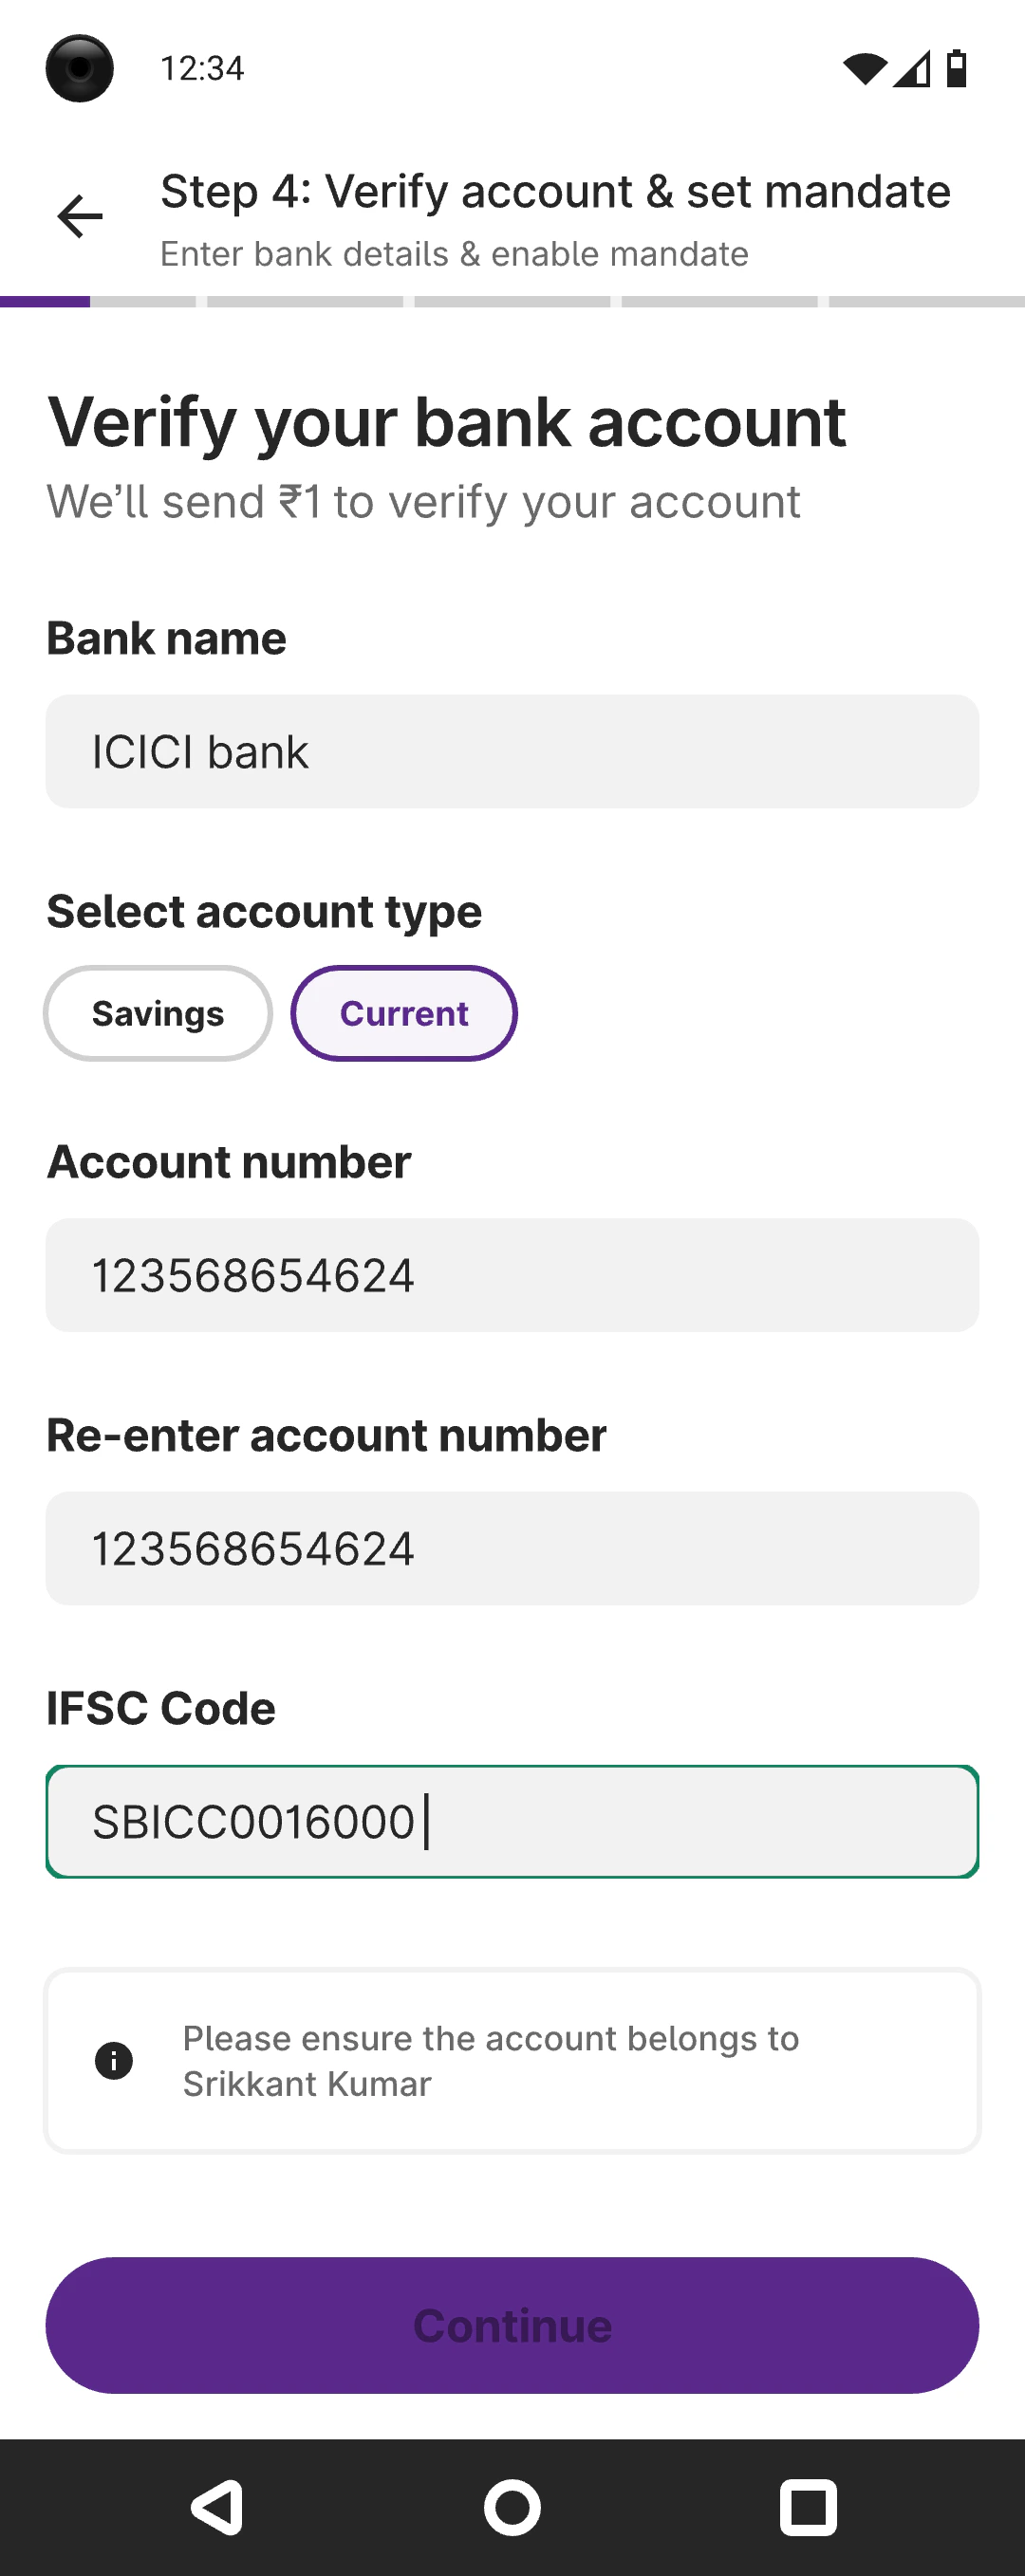 12:34
Step 4: Verify account & set mandate
Enter bank details & enable mandate
Verify your bank account
We’ll send ₹1 to verify your account
Bank name
ICICI bank
Select account type
Savings Current
Account number
123568654624
Re-enter account number
123568654624
IFSC Code
SBICC0016000
Please ensure the account belongs to
Srikkant Kumar
Continue